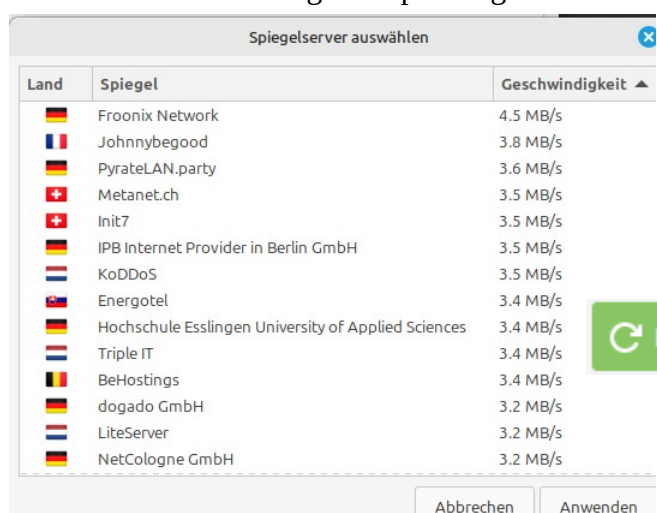 Spiegelserver auswählen
Land Spiegel Geschwindigkeit
Froonix Network 4.5 MB/s
Johnnybegood 3.8 MB/s
PyrateLAN.party 3.6 MB/s
Metanet.ch 3.5 MB/s
Init7 3.5 MB/s
IPB Internet Provider in Berlin GmbH 3.5 MB/s
KoDDoS 3.5 MB/s
Energotel 3.4 MB/s
Hochschule Esslingen University of Applied Sciences 3.4 MB/s
Triple IT 3.4 MB/s
BeHostings 3.4 MB/s
dogado GmbH 3.2 MB/s
LiteServer 3.2 MB/s
NetCologne GmbH 3.2 MB/s
Abbrechen Anwenden